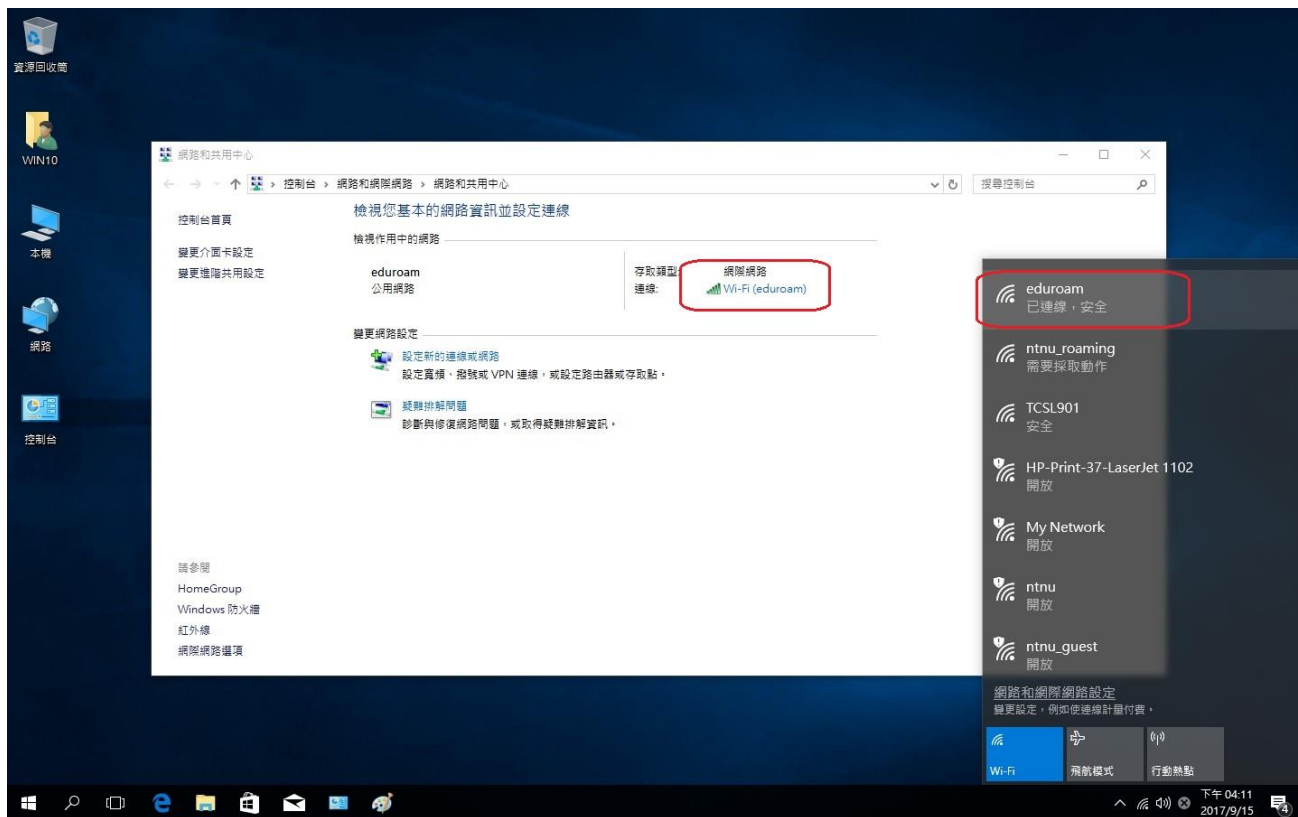 資源回收筒
WIN10
本機
網路
控制台
網路和共用中心
控制台 › 網路和網際網路 › 網路和共用中心
搜尋控制台
控制台首頁
變更介面卡設定
變更進階共用設定
檢視您基本的網路資訊並設定連線
檢視作用中的網路
eduroam
公用網路
存取類型:
網際網路
連線:
Wi-Fi (eduroam)
變更網路設定
設定新的連線或網路
設定寬頻、撥號或 VPN 連線，或設定路由器或存取點。
疑難排解問題
診斷與修復網路問題，或取得疑難排解資訊。
請參閱
HomeGroup
Windows 防火牆
紅外線
網際網路選項
eduroam
已連線，安全
ntnu_roaming
需要採取動作
TCSL901
安全
HP-Print-37-LaserJet 1102
開放
My Network
開放
ntnu
開放
ntnu_guest
開放
網路和網際網路設定
變更設定，例如使連線計量付費。
Wi-Fi
飛航模式
行動熱點
下午 04:11
2017/9/15
4